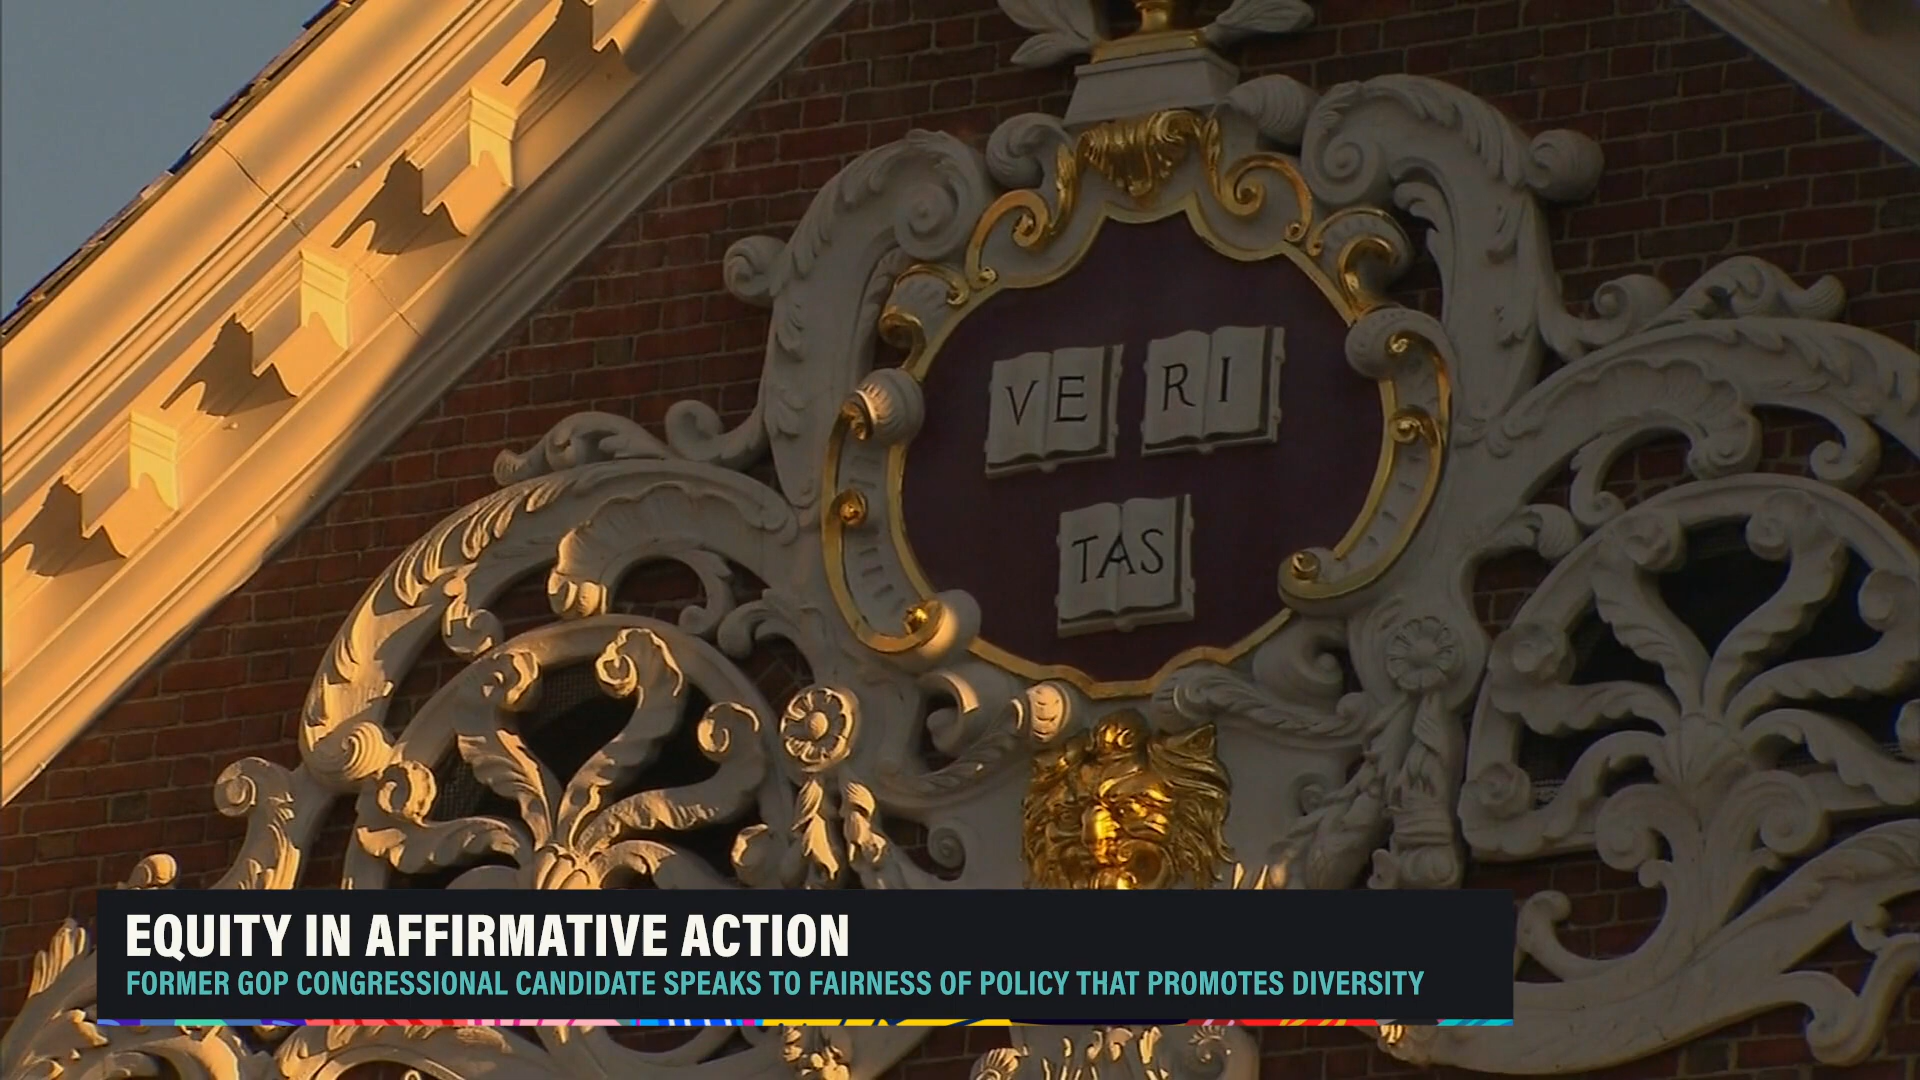 VE RI
TAS
EQUITY IN AFFIRMATIVE ACTION
FORMER GOP CONGRESSIONAL CANDIDATE SPEAKS TO FAIRNESS OF POLICY THAT PROMOTES DIVERSITY